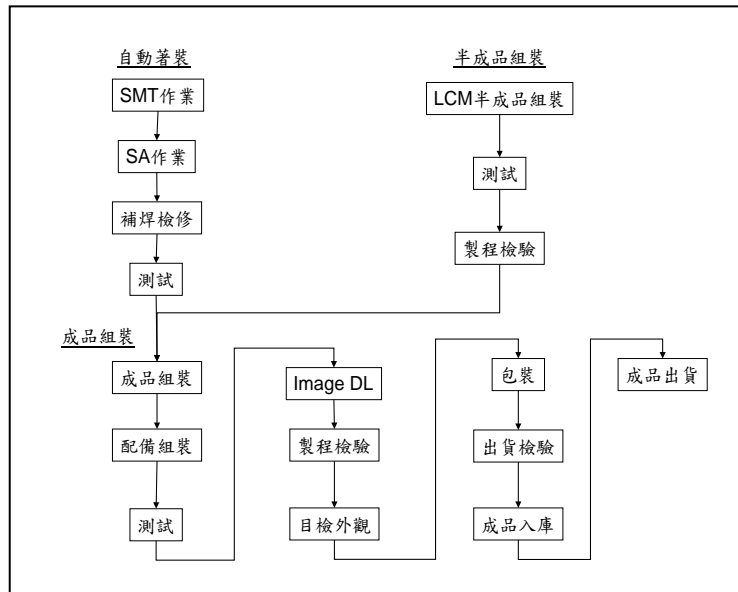 自動著裝
SMT作業
SA作業
補焊檢修
測試
半成品組裝
LCM半成品組裝
測試
製程檢驗
成品組裝
成品組裝
配備組裝
測試
Image DL
製程檢驗
目檢外觀
包裝
出貨檢驗
成品入庫
成品出貨